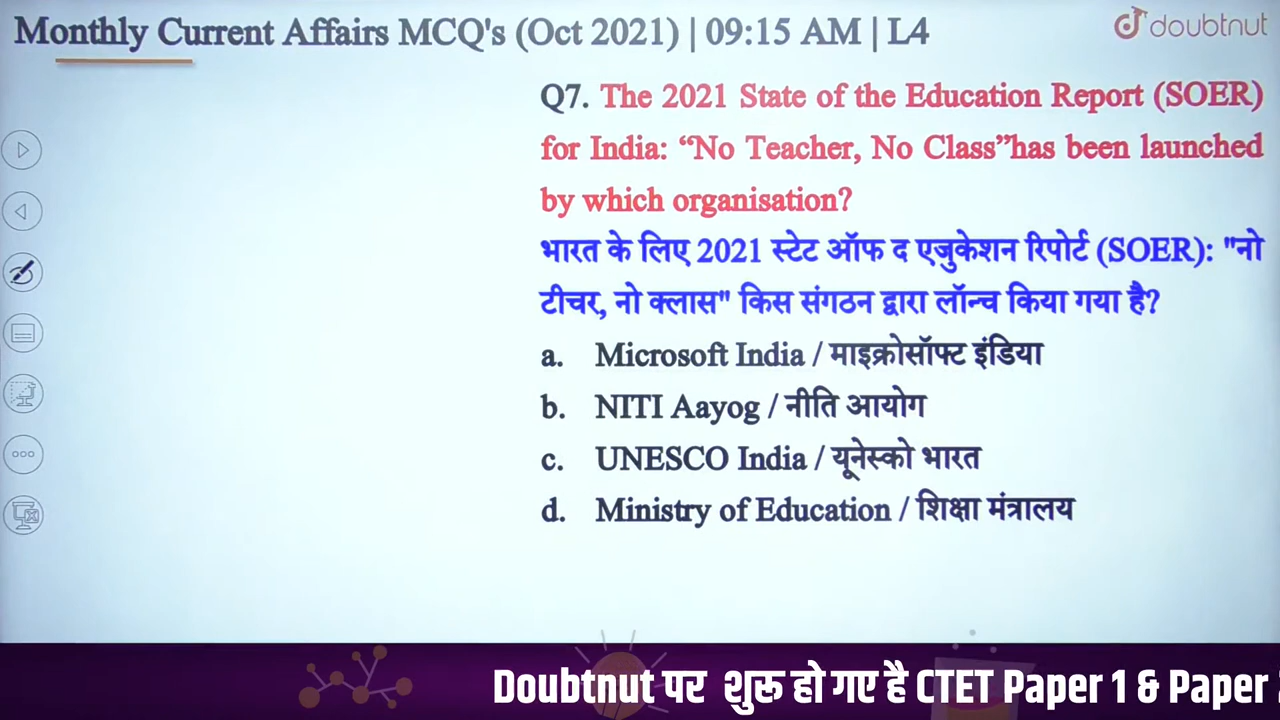 Monthly Current Affairs MCQ's (Oct 2021) | 09:15 AM | L4
doubtnut
Q7. The 2021 State of the Education Report (SOER)
for India: “No Teacher, No Class”has been launched
by which organisation?
भारत के लिए 2021 स्टेट ऑफ द एजुकेशन रिपोर्ट (SOER): "नो
टीचर, नो क्लास" किस संगठन द्वारा लॉन्च किया गया है?
a. Microsoft India / माइक्रोसॉफ्ट इंडिया
b. NITI Aayog / नीति आयोग
c. UNESCO India / यूनेस्को भारत
d. Ministry of Education / शिक्षा मंत्रालय
Doubtnut पर शुरू हो गए है CTET Paper 1 & Paper